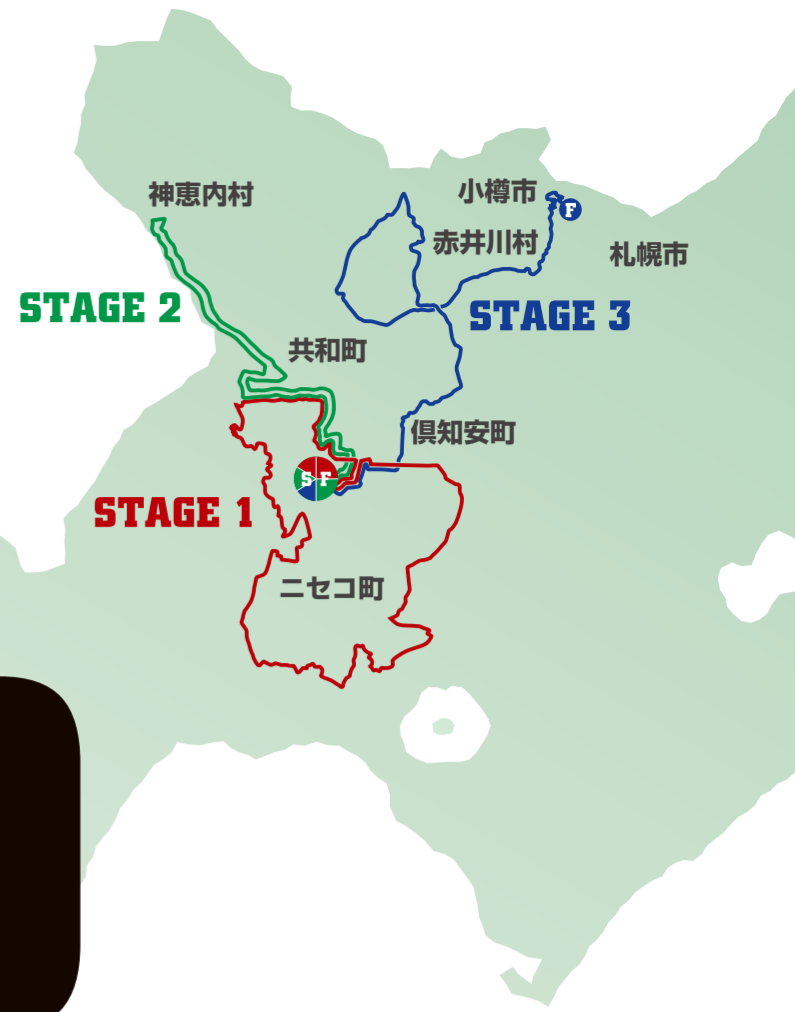 神恵内村
小樽市
F
赤井川村
札幌市
STAGE 2
STAGE 3
共和町
倶知安町
S F
STAGE 1
ニセコ町